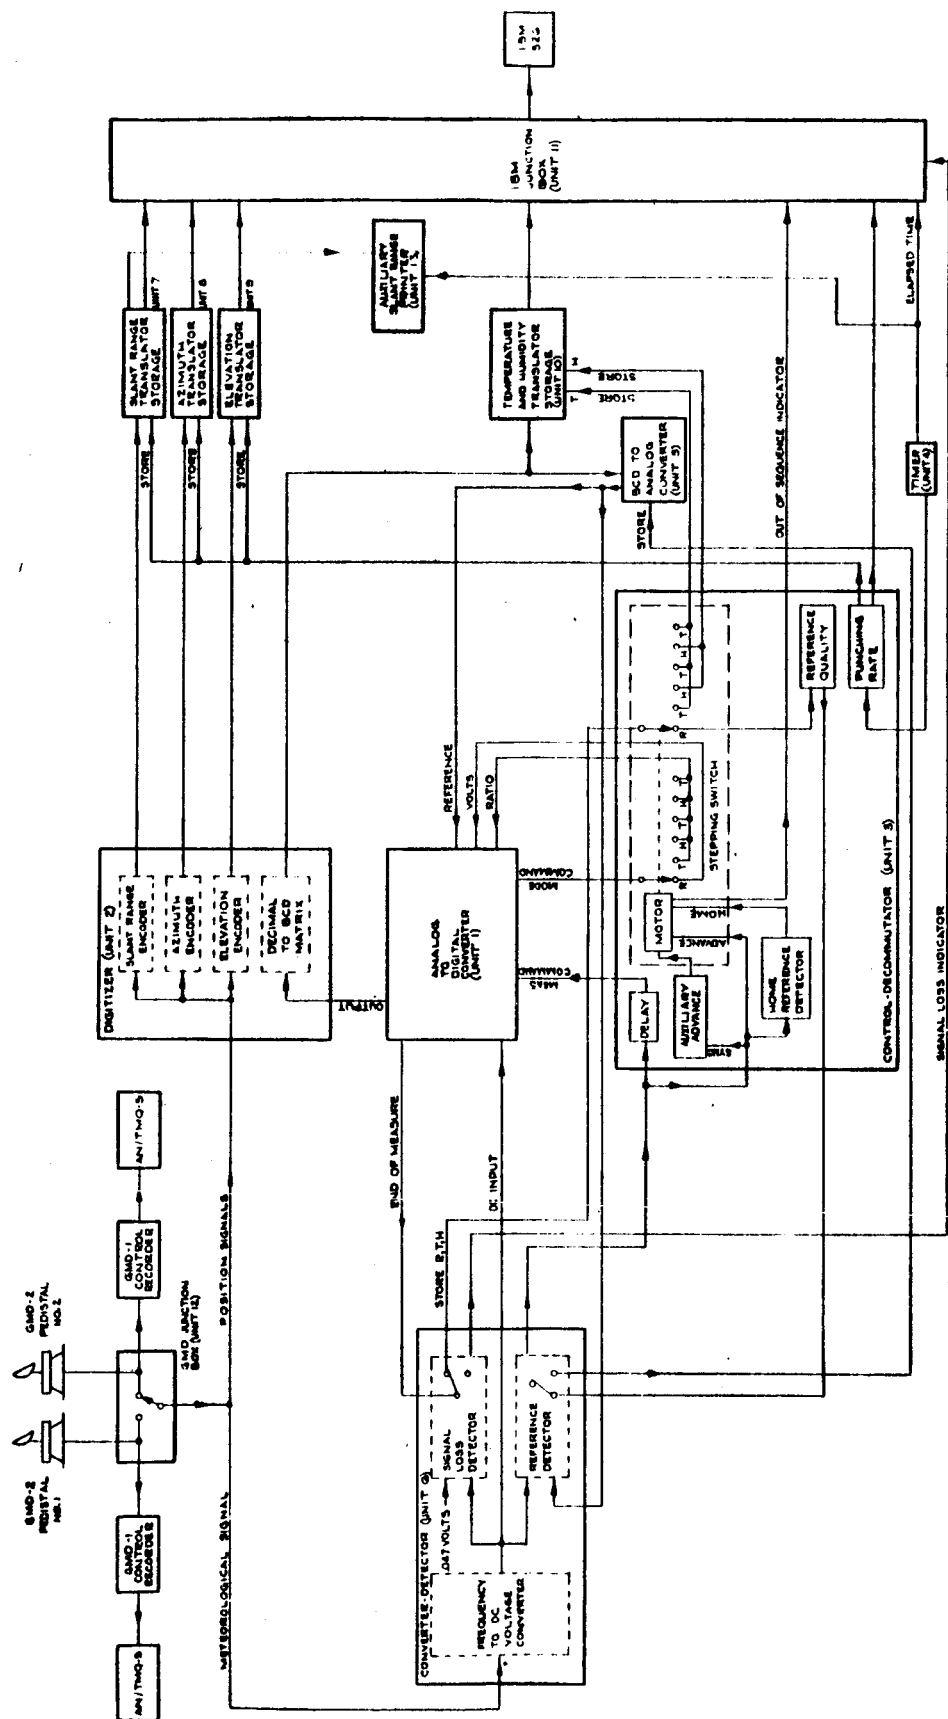 GMD-2
PEDISTAL
NO. 1
GMD-2
PEDISTAL
NO. 2
AN/TMQ-5
GMD-1
CONTROL
RECORDER
GMD-1
CONTROL
RECORDER
AN/TMQ-5
GMD JUNCTION
BOX (UNIT 12)
METEOROLOGICAL SIGNAL
POSITION SIGNALS
DIGITIZER (UNIT 2)
SLANT RANGE
ENCODER
AZIMUTH
ENCODER
ELEVATION
ENCODER
DECIMAL
TO BCD
MATRIX
STORE
STORE
STORE
SLANT RANGE
TRANSLATOR
STORAGE
UNIT 7
AZIMUTH
TRANSLATOR
STORAGE
UNIT 8
ELEVATION
TRANSLATOR
STORAGE
UNIT 9
AUXILIARY
SLANT RANGE
PRINTER
IBM
JUNCTION
BOX
(UNIT 11)
IBM
526
CONVERTER-DETECTOR (UNIT
FREQUENCY
TO DC
VOLTAGE
CONVERTER
.047 VOLTS
SIGNAL
LOSS
DETECTOR
REFERENCE
DETECTOR
END OF MEASURE
STORE R,T,H
DC INPUT
OUTPUT
ANALOG
TO
DIGITAL
CONVERTER
(UNIT 1)
MEAS
COMMAND
MODE
COMMAND
REFERENCE
VOLTS
RATIO
BCD TO
ANALOG
CONVERTER
(UNIT 5)
STORE
TEMPERATURE
AND HUMIDITY
TRANSLATOR
STORAGE
(UNIT 10)
STORE
T
STORE
H
DELAY
AUXILIARY
ADVANCE
SYNC
MOTOR
ADVANCE
HOME
HOME
REFERENCE
DETECTOR
R T H T H T
STEPPING SWITCH
R T H T H T
REFERENCE
QUALITY
PUNCHING
RATE
CONTROL-DECOMMUTATOR (UNIT 3)
OUT OF SEQUENCE INDICATOR
TIMER
(UNIT 4)
ELAPSED TIME
SIGNAL LOSS INDICATOR